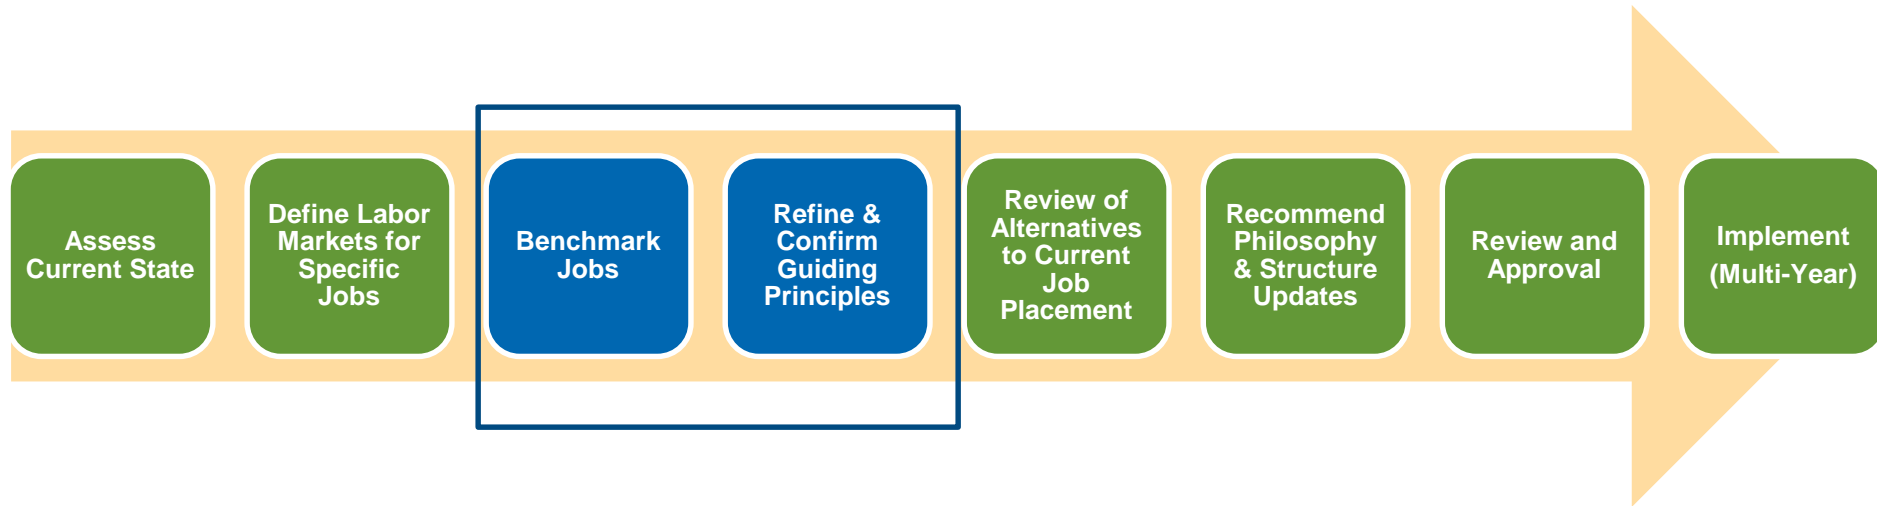 Assess
Current State
Define Labor
Markets for
Specific
Jobs
Benchmark
Jobs
Refine &
Confirm
Guiding
Principles
Review of
Alternatives
to Current
Job
Placement
Recommend
Philosophy
& Structure
Updates
Review and
Approval
Implement
(Multi-Year)